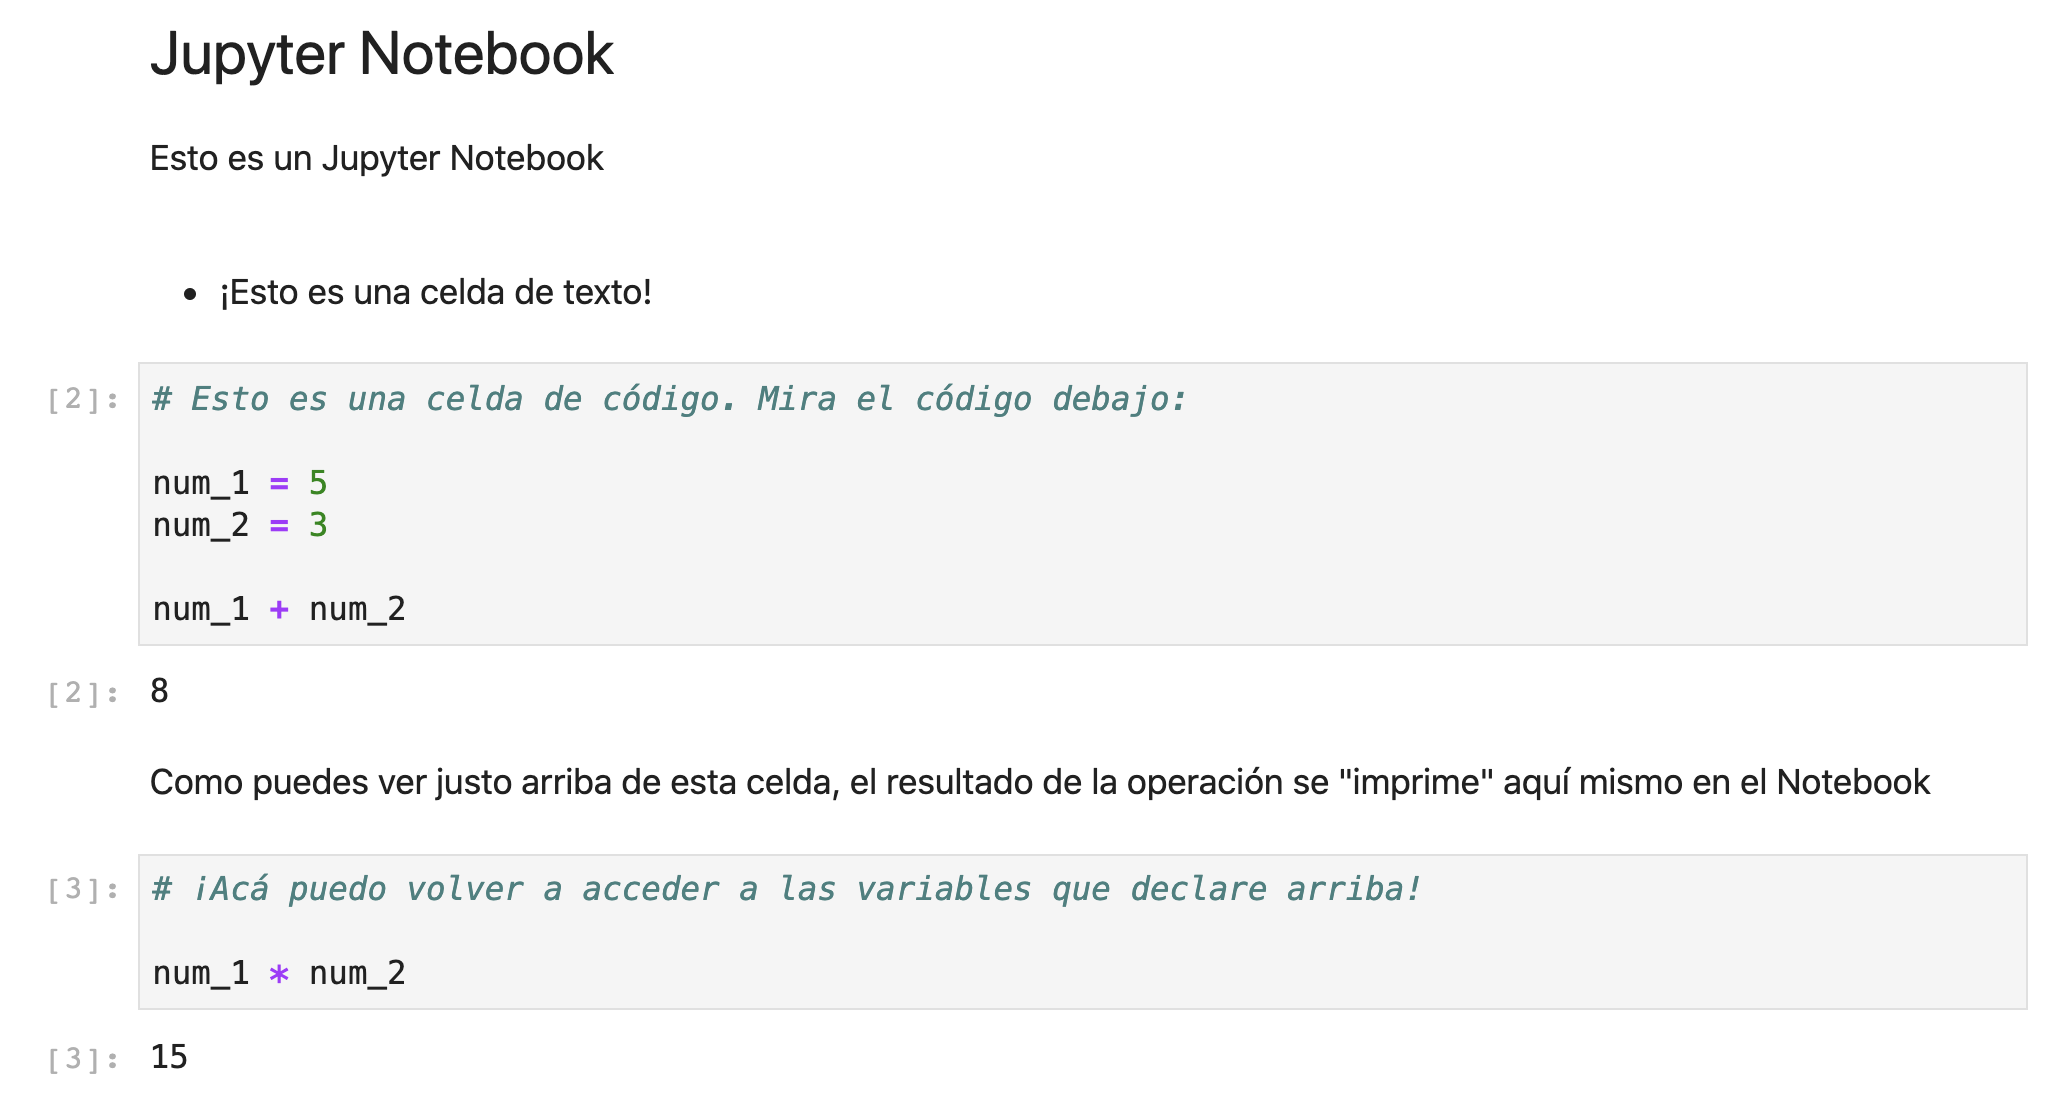 Jupyter Notebook
Esto es un Jupyter Notebook
• ¡Esto es una celda de texto!
[2]: # Esto es una celda de código. Mira el código debajo:
num_1 = 5
num_2 = 3
num_1 + num_2
[2]: 8
Como puedes ver justo arriba de esta celda, el resultado de la operación se "imprime" aquí mismo en el Notebook
[3]: # ¡Acá puedo volver a acceder a las variables que declare arriba!
num_1 * num_2
[3]: 15